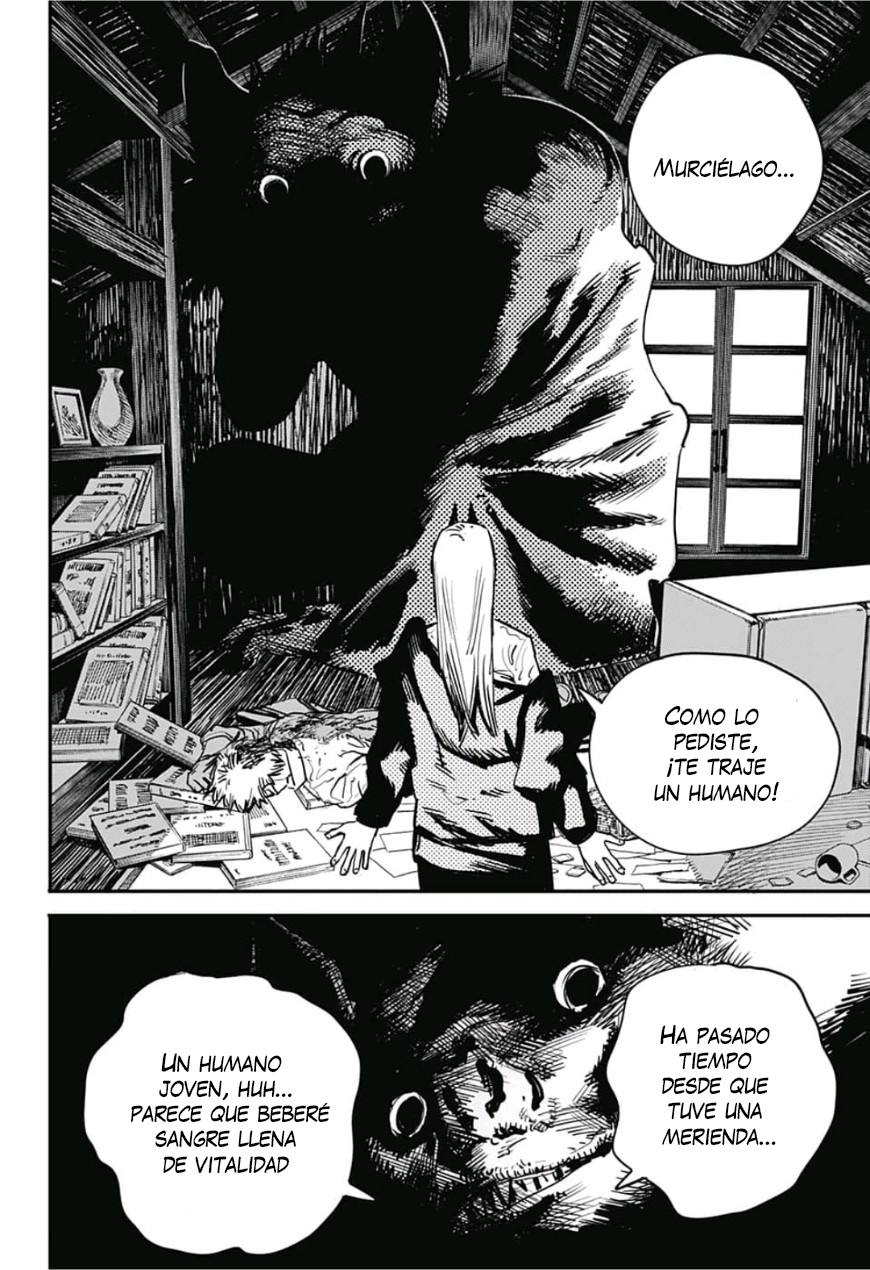 MURCIÉLAGO...
COMO LO
PEDISTE,
¡TE TRAJE
UN HUMANO!
HA PASADO
TIEMPO
DESDE QUE
TUVE UNA
MERIENDA...
UN HUMANO
JOVEN, HUH...
PARECE QUE BEBERÉ
SANGRE LLENA
DE VITALIDAD